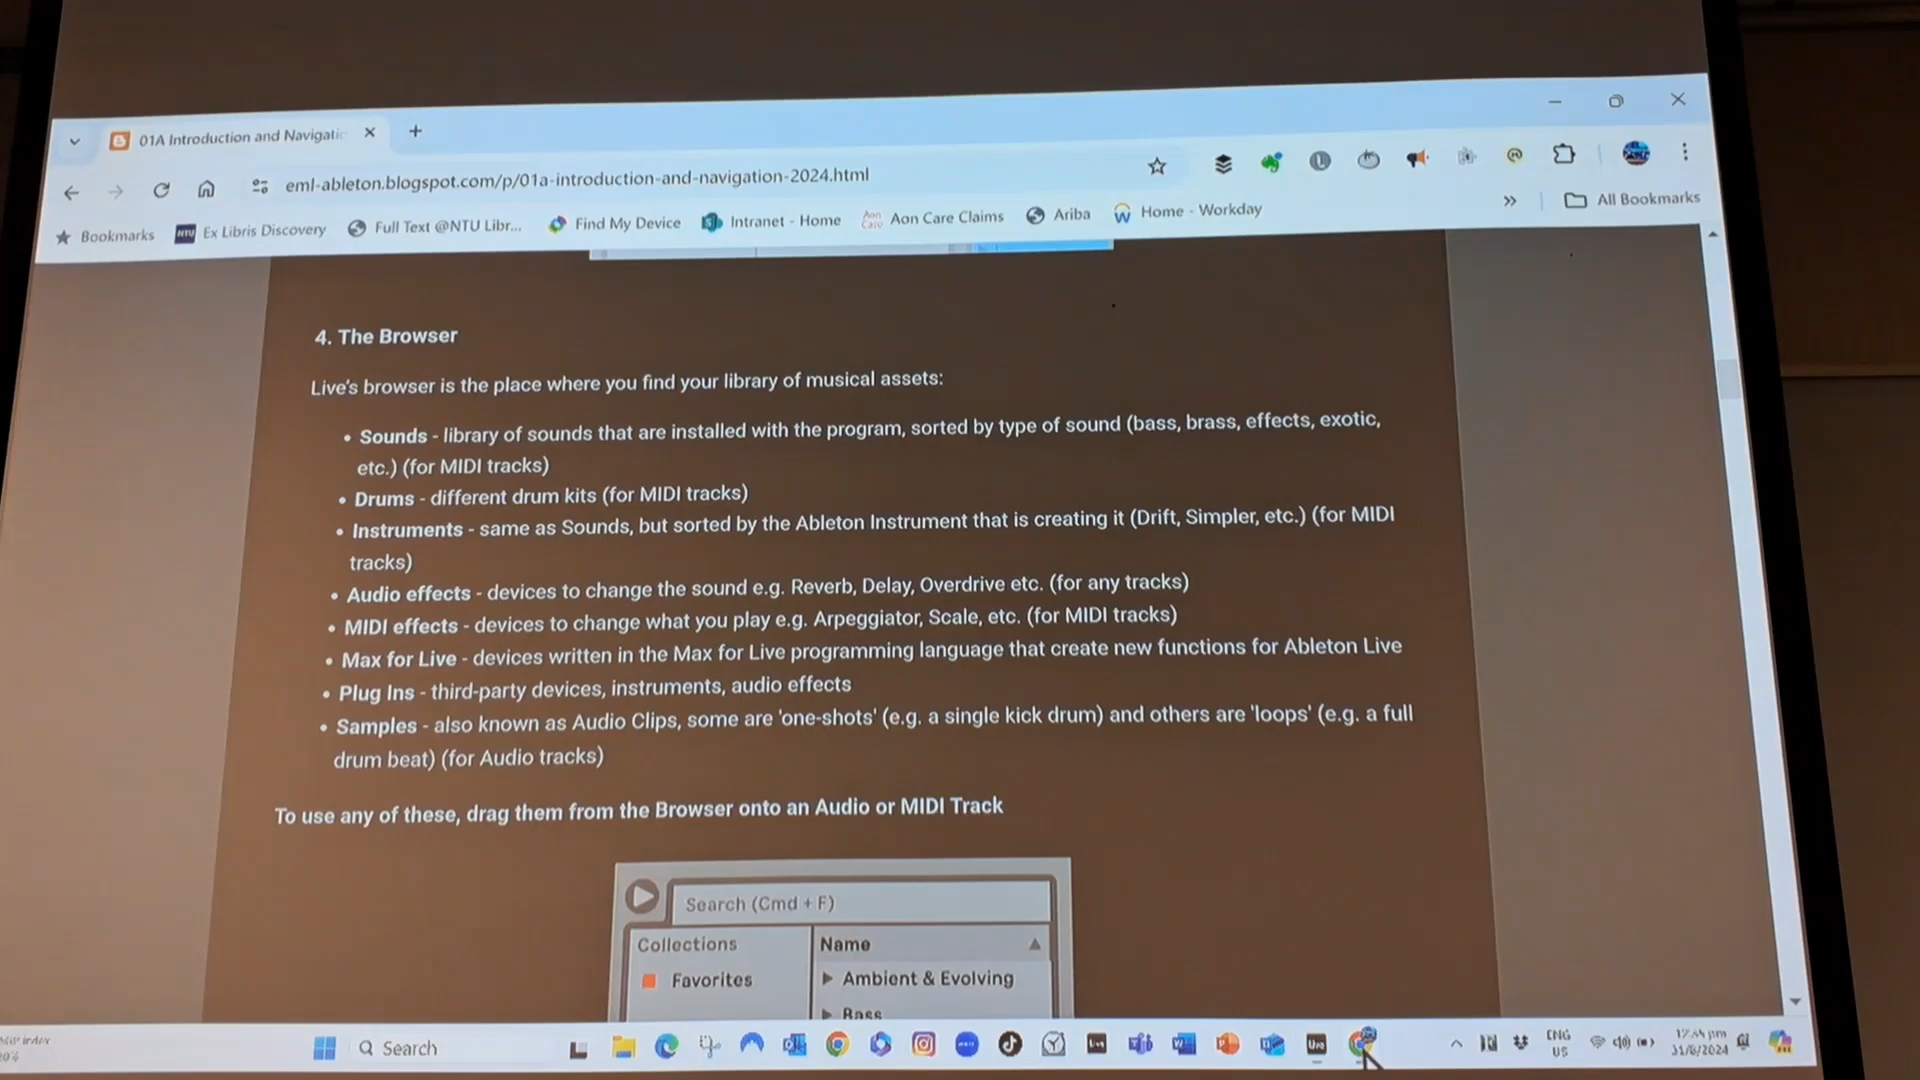 01A Introduction and Navigatic
eml-ableton.blogspot.com/p/01a-introduction-and-navigation-2024.html
Bookmarks
NTU
Ex Libris Discovery
Full Text @NTU Libr...
Find My Device
Intranet - Home
Aon Care Claims
Ariba
Home - Workday
» All Bookmarks
4. The Browser
Live's browser is the place where you find your library of musical assets:
• Sounds - library of sounds that are installed with the program, sorted by type of sound (bass, brass, effects, exotic,
etc.) (for MIDI tracks)
• Drums - different drum kits (for MIDI tracks)
• Instruments - same as Sounds, but sorted by the Ableton Instrument that is creating it (Drift, Simpler, etc.) (for MIDI
tracks)
• Audio effects - devices to change the sound e.g. Reverb, Delay, Overdrive etc. (for any tracks)
• MIDI effects - devices to change what you play e.g. Arpeggiator, Scale, etc. (for MIDI tracks)
• Max for Live - devices written in the Max for Live programming language that create new functions for Ableton Live
• Plug Ins - third-party devices, instruments, audio effects
• Samples - also known as Audio Clips, some are 'one-shots' (e.g. a single kick drum) and others are 'loops' (e.g. a full
drum beat) (for Audio tracks)
To use any of these, drag them from the Browser onto an Audio or MIDI Track
Search (Cmd + F)
Collections
Name
Favorites
Ambient & Evolving
Bass
Search
Live
ENG
US
31/8/2024